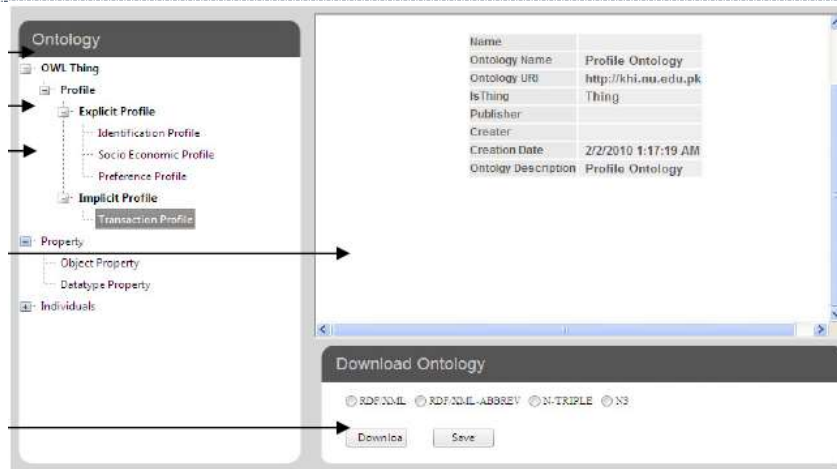 Ontology
OWL Thing
Profile
Explicit Profile
Identification Profile
Socio Economic Profile
Preference Profile
Implicit Profile
Transaction Profile
Property
Object Property
Datatype Property
Individuals
Name
Ontology Name Profile Ontology
Ontology URI http://khi.nu.edu.pk
IsThing Thing
Publisher
Creater
Creation Date 2/2/2010 1:17:19 AM
Ontolgy Description Profile Ontology
Download Ontology
RDF/XML RDF/XML-ABBREV N-TRIPLE N3
Downloa Save